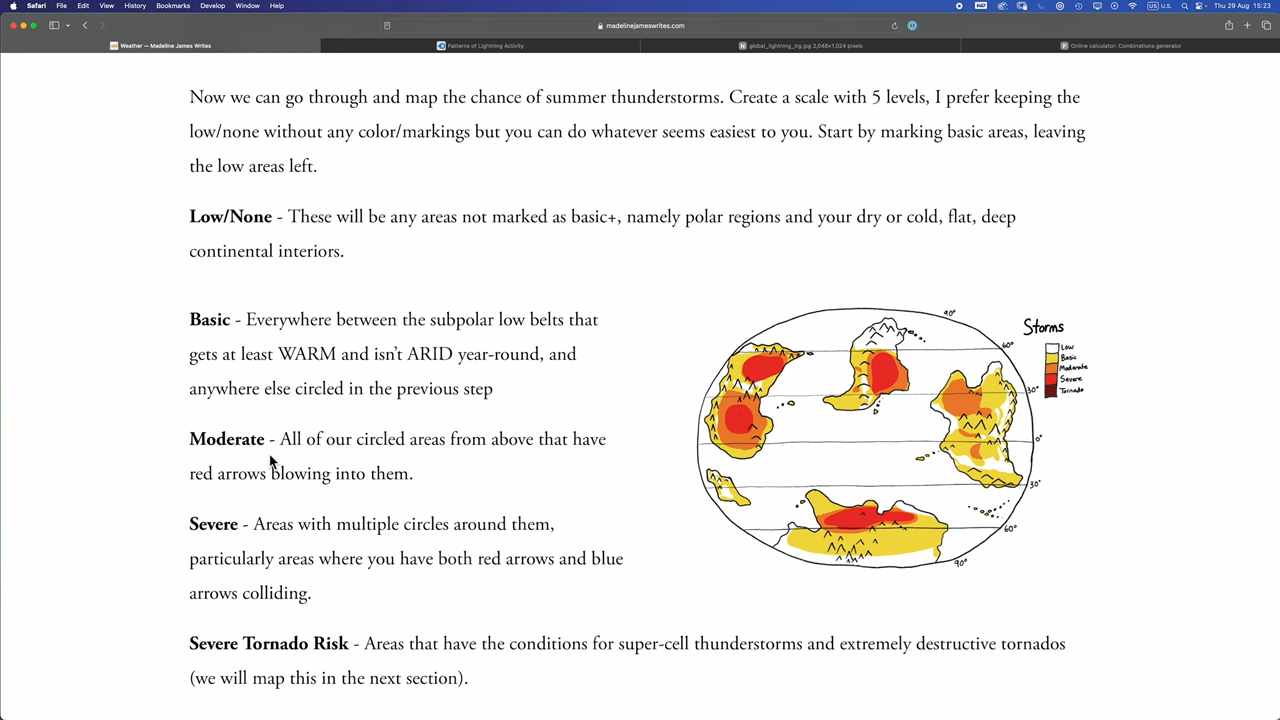 Safari File Edit View History Bookmarks Develop Window Help U.S. Thu 29 Aug 15:23
madelinejameswrites.com
Weather — Madeline James Writes Patterns of Lightning Activity global_lightning_lrg.jpg 2,048×1,024 pixels Online calculator: Combinations generator
Now we can go through and map the chance of summer thunderstorms. Create a scale with 5 levels, I prefer keeping the
low/none without any color/markings but you can do whatever seems easiest to you. Start by marking basic areas, leaving
the low areas left.
Low/None - These will be any areas not marked as basic+, namely polar regions and your dry or cold, flat, deep
continental interiors.
Basic - Everywhere between the subpolar low belts that
gets at least WARM and isn't ARID year-round, and
anywhere else circled in the previous step
Moderate - All of our circled areas from above that have
red arrows blowing into them.
Severe - Areas with multiple circles around them,
particularly areas where you have both red arrows and blue
arrows colliding.
Severe Tornado Risk - Areas that have the conditions for super-cell thunderstorms and extremely destructive tornados
(we will map this in the next section).
90°
60°
30°
0°
30°
60°
90°
Storms
Low
Basic
Moderate
Severe
Tornado